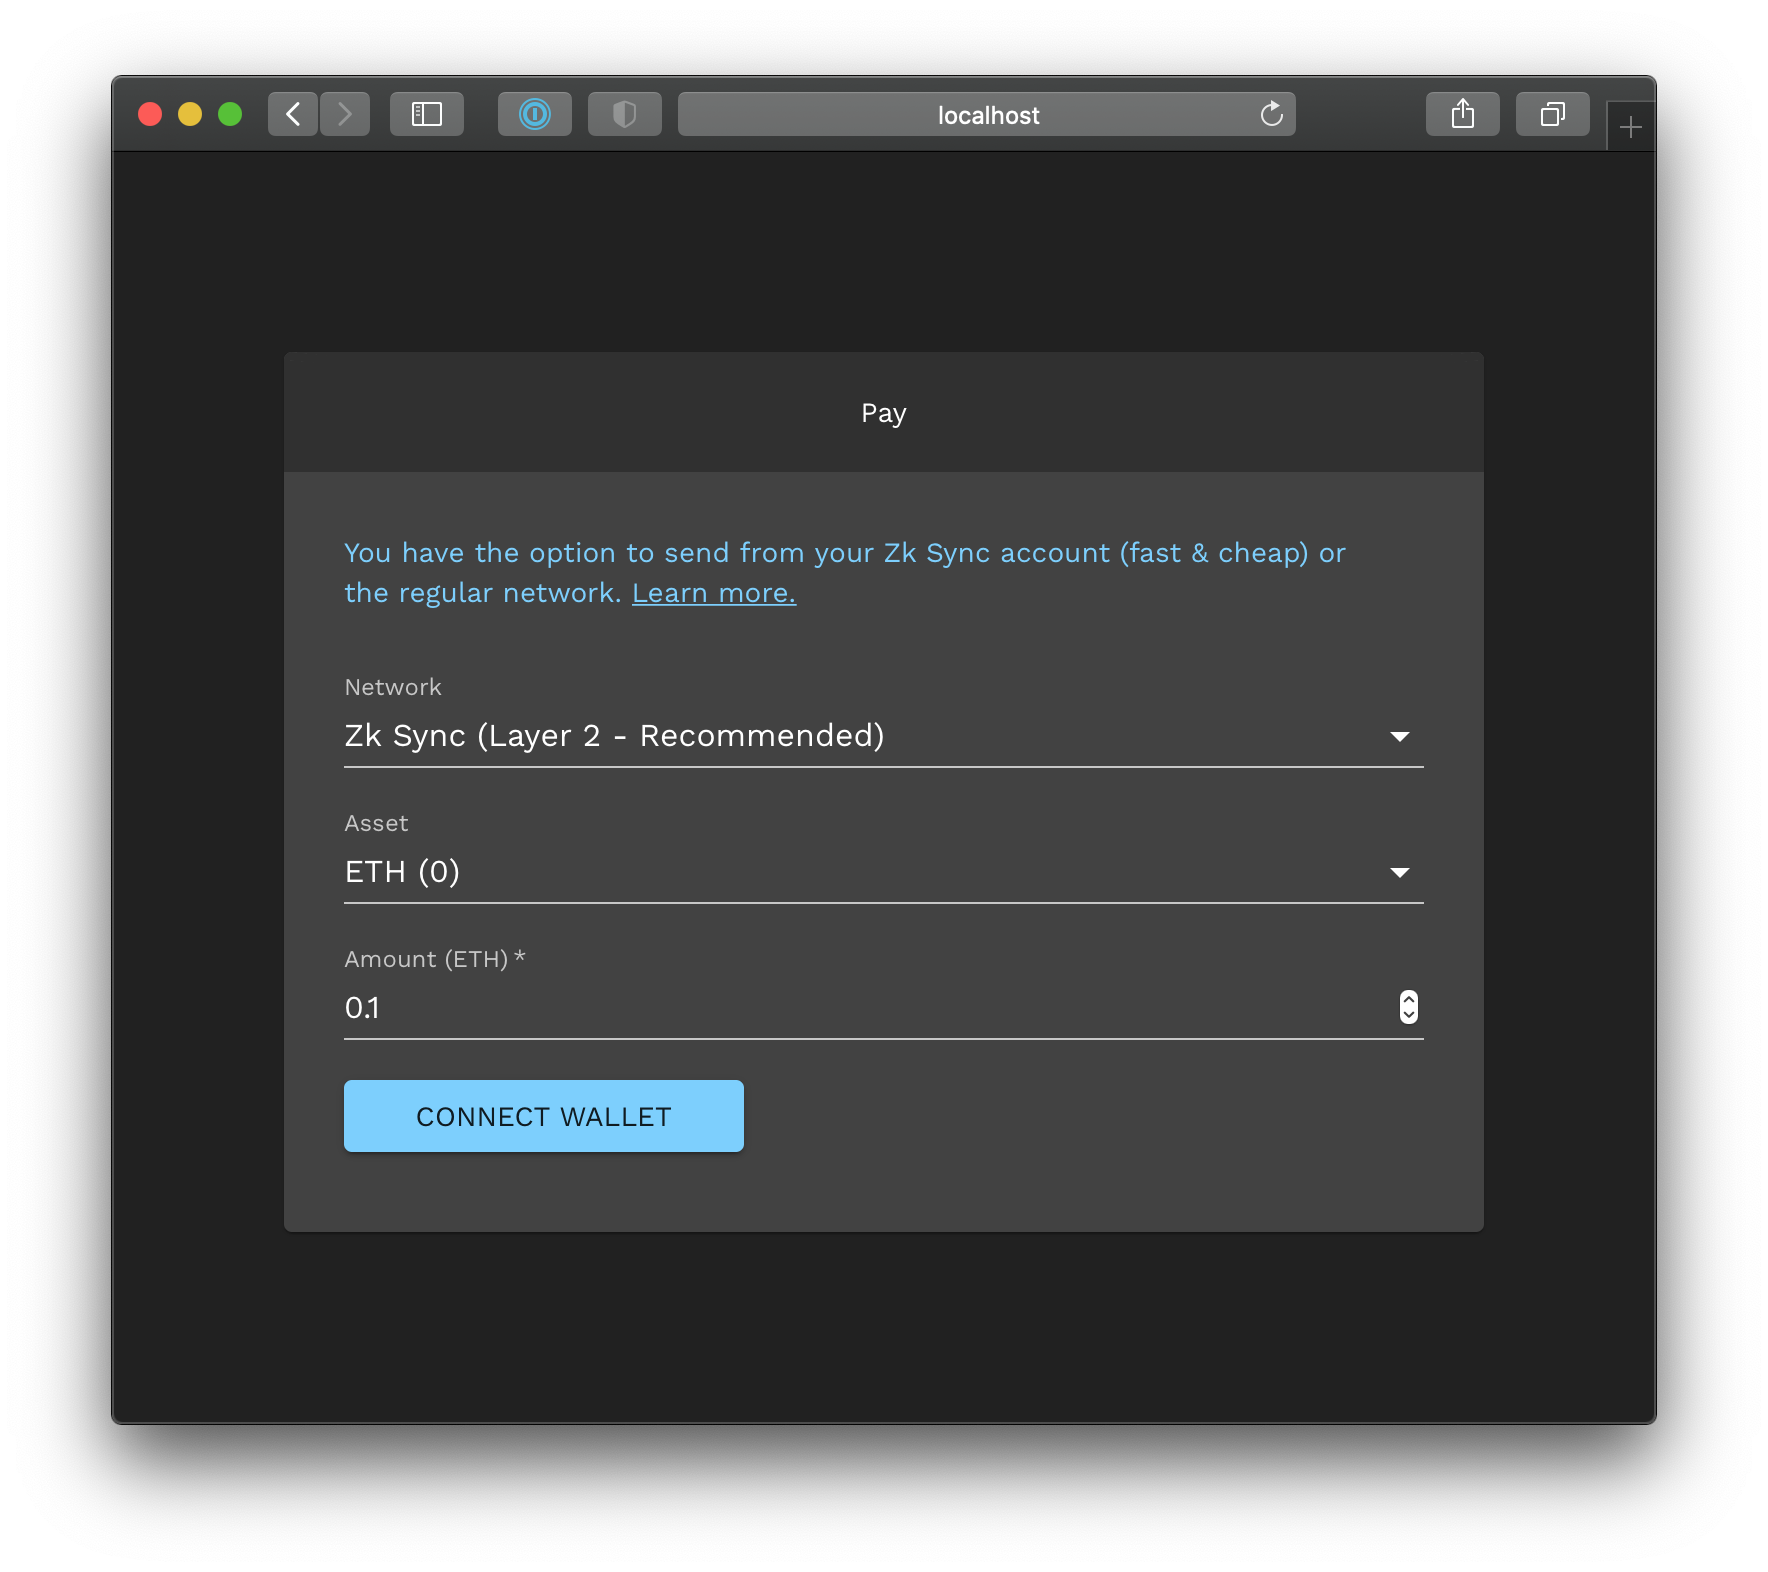 localhost
Pay
You have the option to send from your Zk Sync account (fast & cheap) or
the regular network. Learn more.
Network
Zk Sync (Layer 2 - Recommended)
Asset
ETH (0)
Amount (ETH) *
0.1
CONNECT WALLET